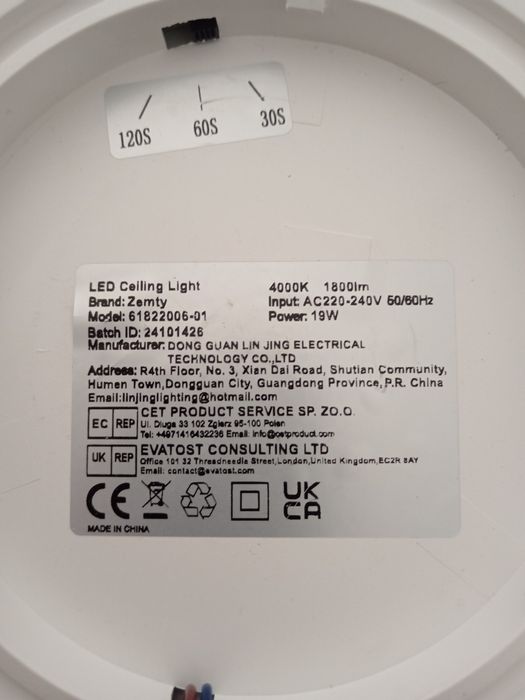 120S 60S 30S
LED Ceiling Light 4000K 1800lm
Brand: Zemty Input: AC220-240V 50/60Hz
Model: 61822006-01 Power: 19W
Batch ID: 24101426
Manufacturer: DONG GUAN LIN JING ELECTRICAL
TECHNOLOGY CO.,LTD
Address: R4th Floor, No. 3, Xian Dai Road, Shutian Community,
Humen Town,Dongguan City, Guangdong Province,P.R. China
Email:linjinglighting@hotmail.com
EC REP CET PRODUCT SERVICE SP. ZO.O.
Ul. Dluga 33 102 Zgierz 95-100 Polen
Tel: +4871416432236 Email: info@cetproduct.com
UK REP EVATOST CONSULTING LTD
Office 101 32 Threadneedle Street,London,United Kingdom,EC2R 8AY
Email: contact@evatost.com
CE UK CA
MADE IN CHINA